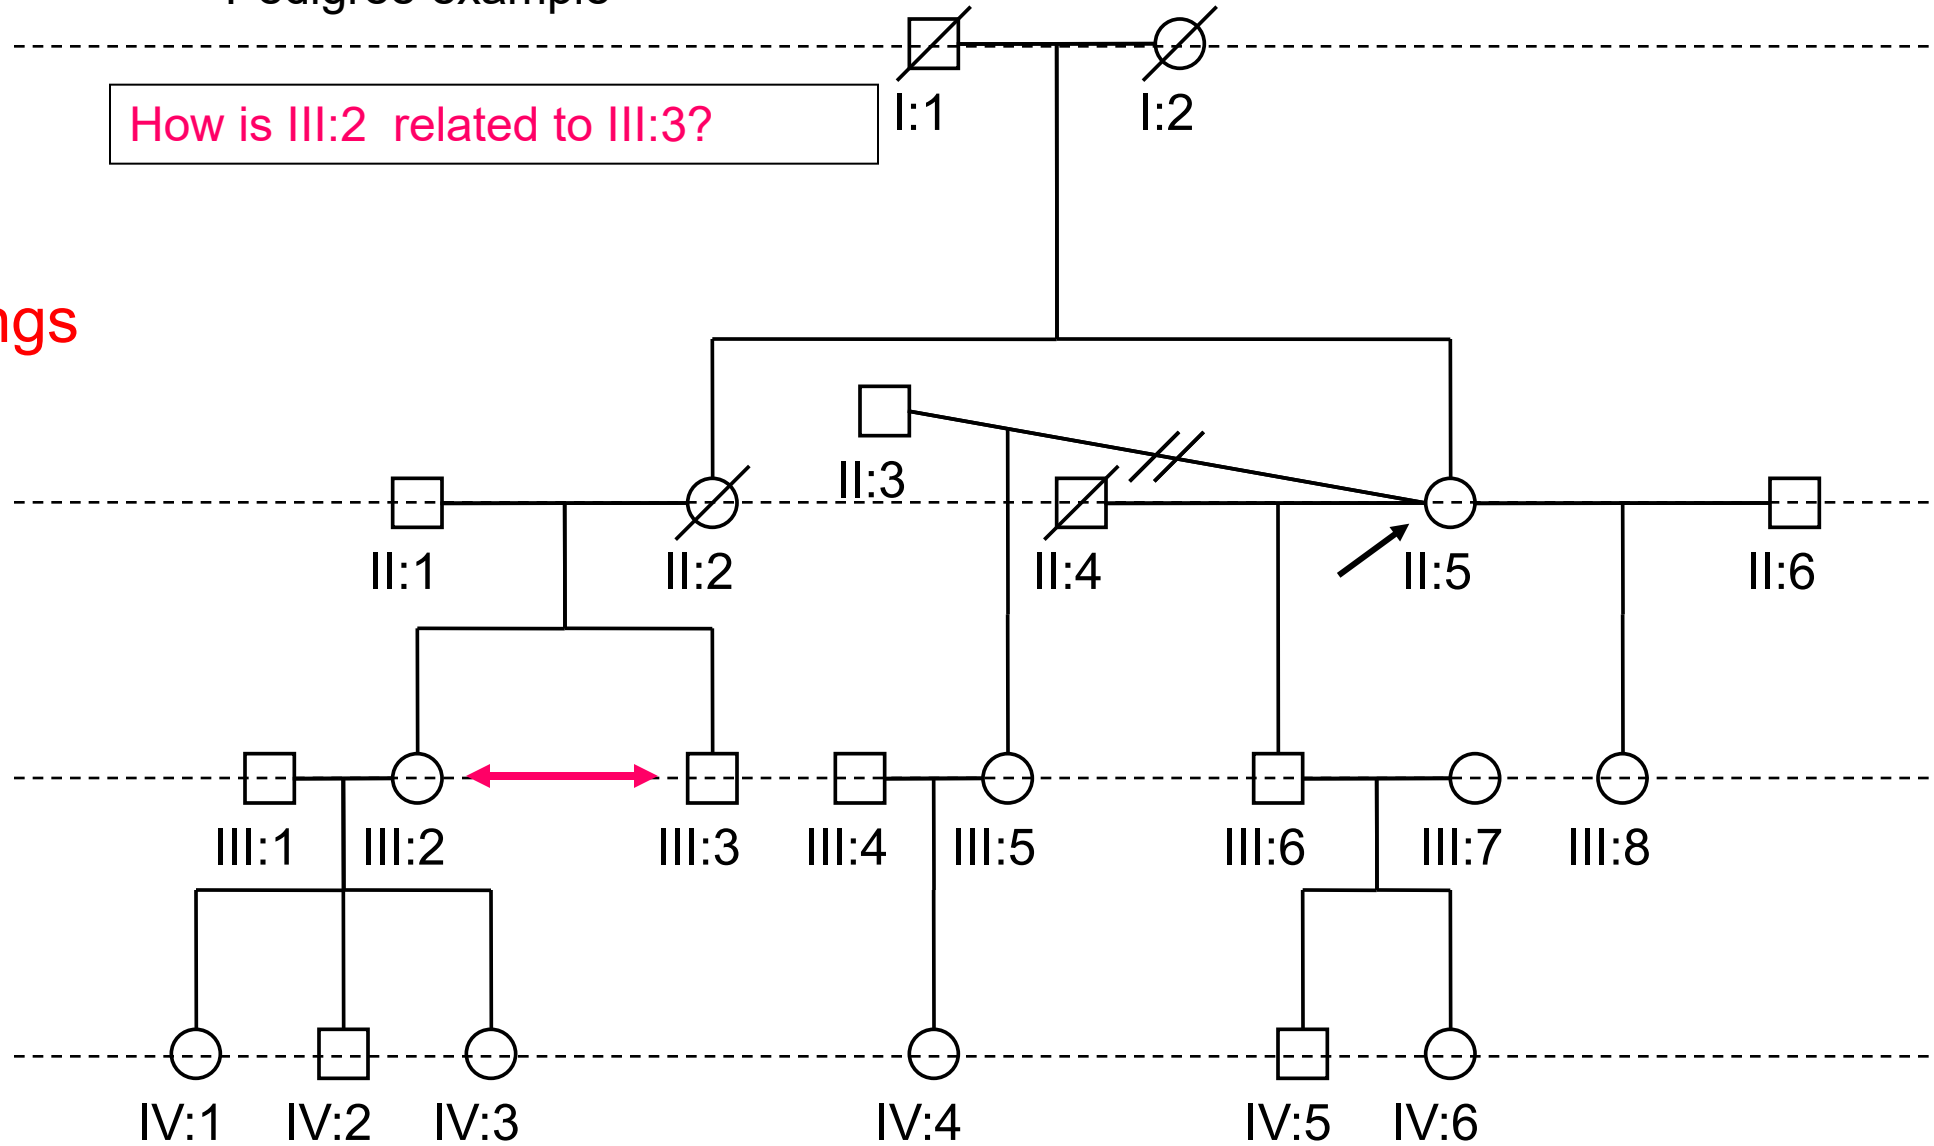 Pedigree example
I:1 I:2
How is III:2 related to III:3?
ngs
II:3
II:1 II:2 II:4 II:5 II:6
III:1 III:2 III:3 III:4 III:5 III:6 III:7 III:8
IV:1 IV:2 IV:3 IV:4 IV:5 IV:6